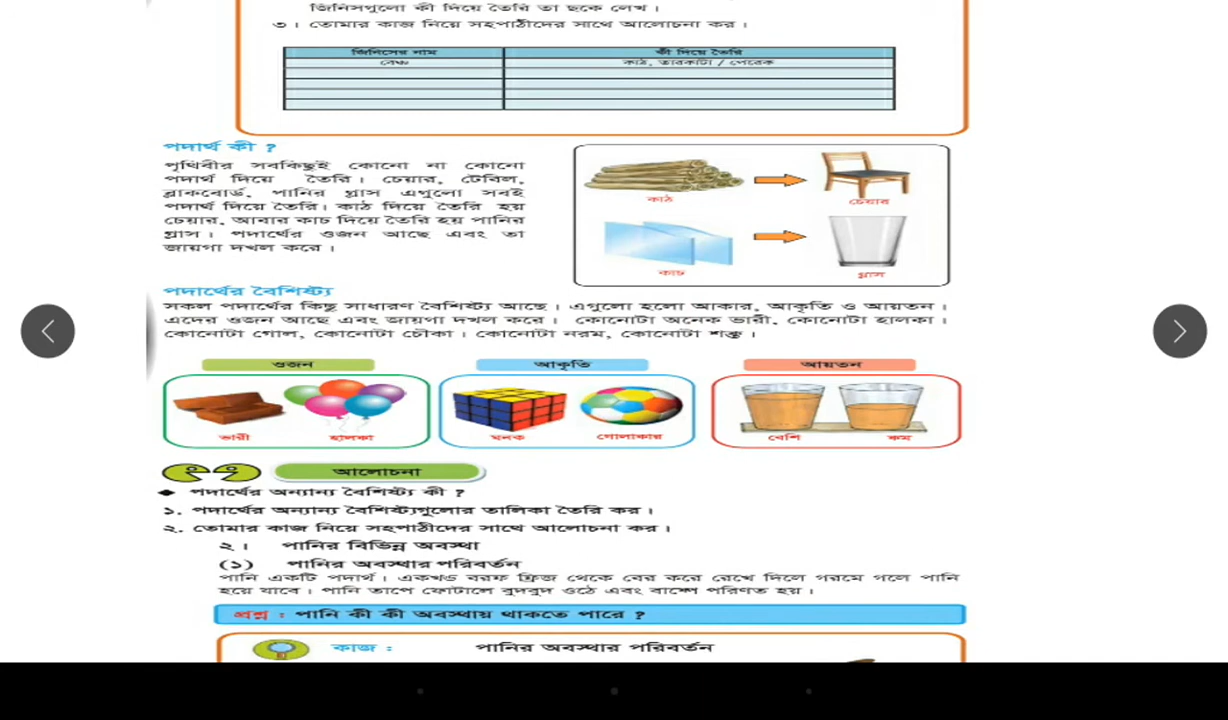 জিনিসগুলো কী দিয়ে তৈরি তা ছকে লেখ।
৩। তোমার কাজ নিয়ে সহপাঠীদের সাথে আলোচনা কর।
জিনিসের নাম কী দিয়ে তৈরি
বেঞ্চ কাঠ, তারকাটা / পেরেক
পদার্থ কী ?
পৃথিবীর সবকিছুই কোনো না কোনো
পদার্থ দিয়ে তৈরি। চেয়ার, টেবিল,
ব্লাকবোর্ড, পানির গ্লাস এগুলো সবই
পদার্থ দিয়ে তৈরি। কাঠ দিয়ে তৈরি হয়
চেয়ার, আবার কাচ দিয়ে তৈরি হয় পানির
গ্লাস। পদার্থের ওজন আছে এবং তা
জায়গা দখল করে।
কাঠ চেয়ার
কাচ গ্লাস
পদার্থের বৈশিষ্ট্য
সকল পদার্থের কিছু সাধারণ বৈশিষ্ট্য আছে। এগুলো হলো আকার, আকৃতি ও আয়তন।
এদের ওজন আছে এবং জায়গা দখল করে। কোনোটা অনেক ভারী, কোনোটা হালকা।
কোনোটা গোল, কোনোটা চৌকা। কোনোটা নরম, কোনোটা শক্ত।
ওজন আকৃতি আয়তন
ভারী হালকা ঘনক গোলাকার বেশি কম
আলোচনা
পদার্থের অন্যান্য বৈশিষ্ট্য কী ?
১. পদার্থের অন্যান্য বৈশিষ্ট্যগুলোর তালিকা তৈরি কর।
২. তোমার কাজ নিয়ে সহপাঠীদের সাথে আলোচনা কর।
২। পানির বিভিন্ন অবস্থা
(১) পানির অবস্থার পরিবর্তন
পানি একটি পদার্থ। একখণ্ড বরফ ফ্রিজ থেকে বের করে রেখে দিলে গরমে গলে পানি
হয়ে যাবে। পানি তাপে ফোটালে বুদবুদ ওঠে এবং বাষ্পে পরিণত হয়।
প্রশ্ন : পানি কী কী অবস্থায় থাকতে পারে ?
কাজ : পানির অবস্থার পরিবর্তন